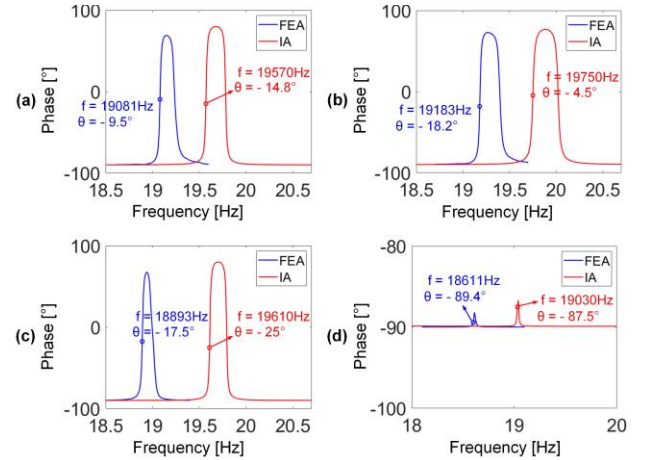 (a)
Phase [°]
100
0
-100
FEA
IA
f = 19570Hz
θ = - 14.8°
f = 19081Hz
θ = - 9.5°
18.5 19 19.5 20 20.5
Frequency [Hz]
(b)
Phase [°]
100
0
-100
FEA
IA
f = 19750Hz
θ = - 4.5°
f = 19183Hz
θ = - 18.2°
18.5 19 19.5 20 20.5
Frequency [Hz]
(c)
Phase [°]
100
0
-100
FEA
IA
f = 18893Hz
θ = - 17.5°
f = 19610Hz
θ = - 25°
18.5 19 19.5 20 20.5
Frequency [Hz]
(d)
Phase [°]
-80
-90
-100
FEA
IA
f = 18611Hz
θ = - 89.4°
f = 19030Hz
θ = - 87.5°
18 19 20
Frequency [Hz]